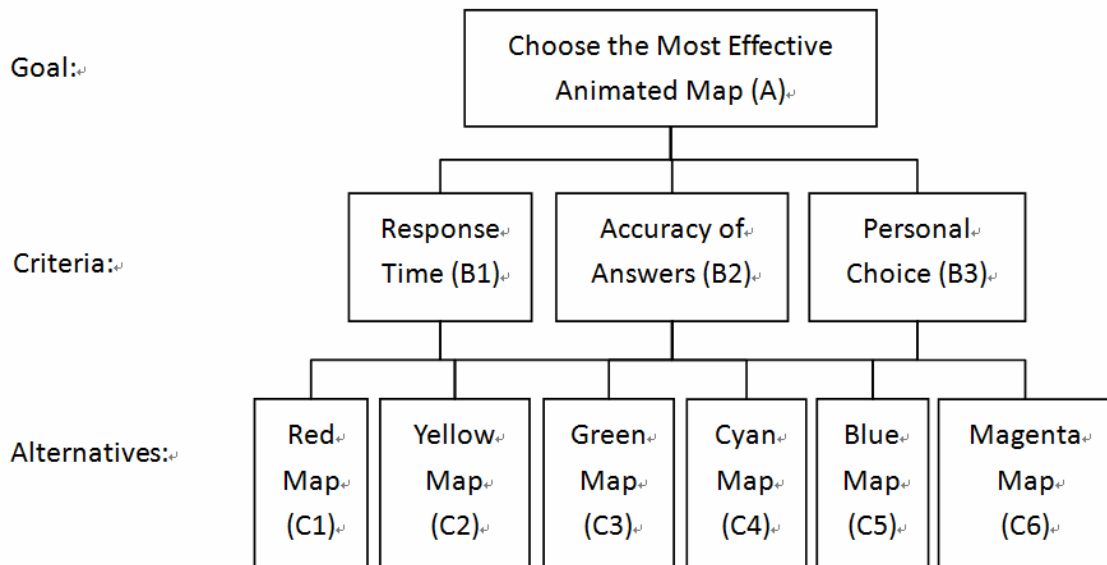 Goal:
Choose the Most Effective
Animated Map (A)
Criteria:
Response
Time (B1)
Accuracy of
Answers (B2)
Personal
Choice (B3)
Alternatives:
Red
Map
(C1)
Yellow
Map
(C2)
Green
Map
(C3)
Cyan
Map
(C4)
Blue
Map
(C5)
Magenta
Map
(C6)